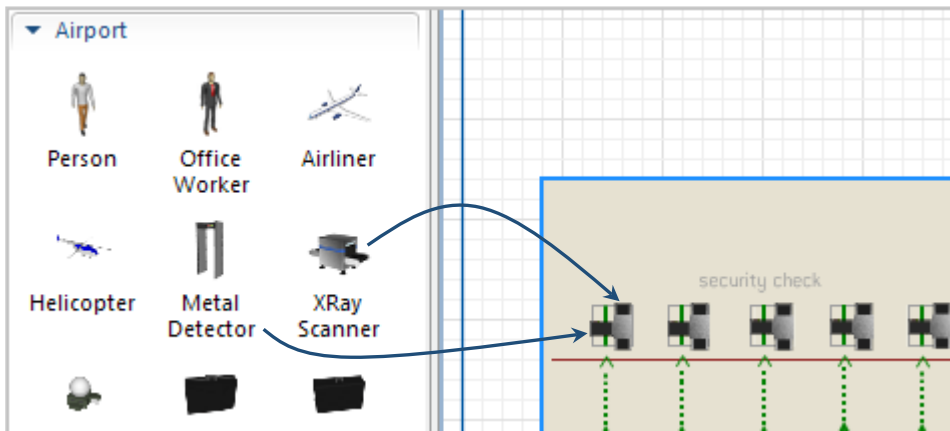 Airport
Person
Office
Worker
Airliner
Helicopter
Metal
Detector
XRay
Scanner
security check